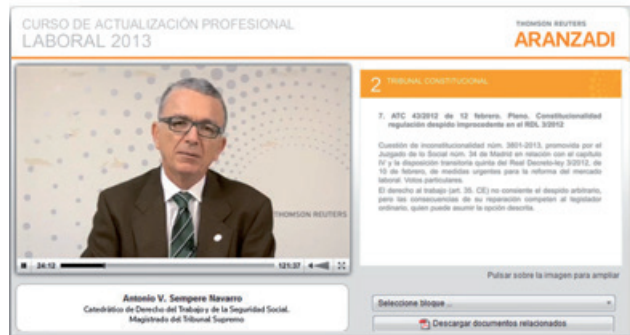 CURSO DE ACTUALIZACIÓN PROFESIONAL
LABORAL 2013
THOMSON REUTERS
ARANZADI
2 TRIBUNAL CONSTITUCIONAL
7. ATC 43/2012 de 12 febrero. Pleno. Constitucionalidad
regulación despido improcedente en el RDL 3/2012
Cuestión de inconstitucionalidad núm. 3801-2013, promovida por el
Juzgado de lo Social núm. 34 de Madrid en relación con el capítulo
IV y la disposición transitoria quinta del Real Decreto-ley 3/2012, de
10 de febrero, de medidas urgentes para la reforma del mercado
laboral. Votos particulares.
El derecho al trabajo (art. 35. CE) no consiente el despido arbitrario,
pero las consecuencias de su reparación competen al legislador
ordinario, quien puede asumir la opción descrita.
THOMSON REUTERS
24:12
121:37
Pulsar sobre la imagen para ampliar
Antonio V. Sempere Navarro
Catedrático de Derecho del Trabajo y de la Seguridad Social.
Magistrado del Tribunal Supremo
Seleccione bloque ...
Descargar documentos relacionados